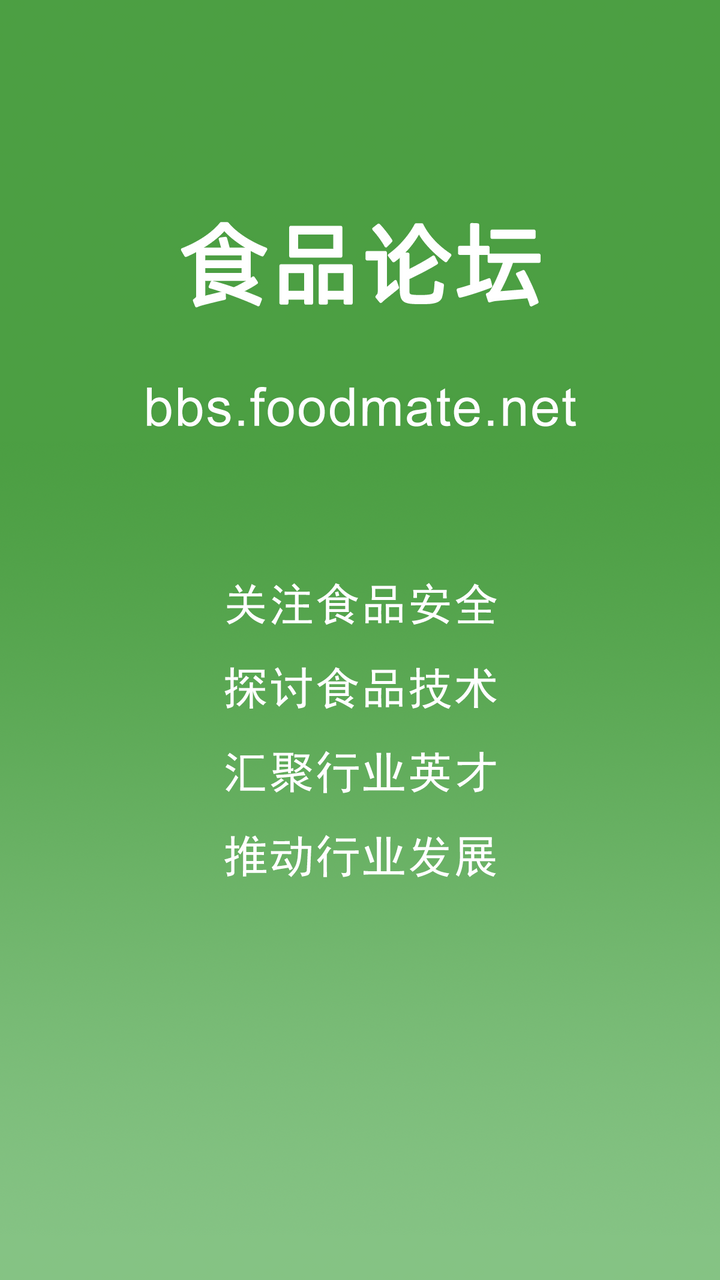 食品论坛
bbs.foodmate.net
关注食品安全
探讨食品技术
汇聚行业英才
推动行业发展